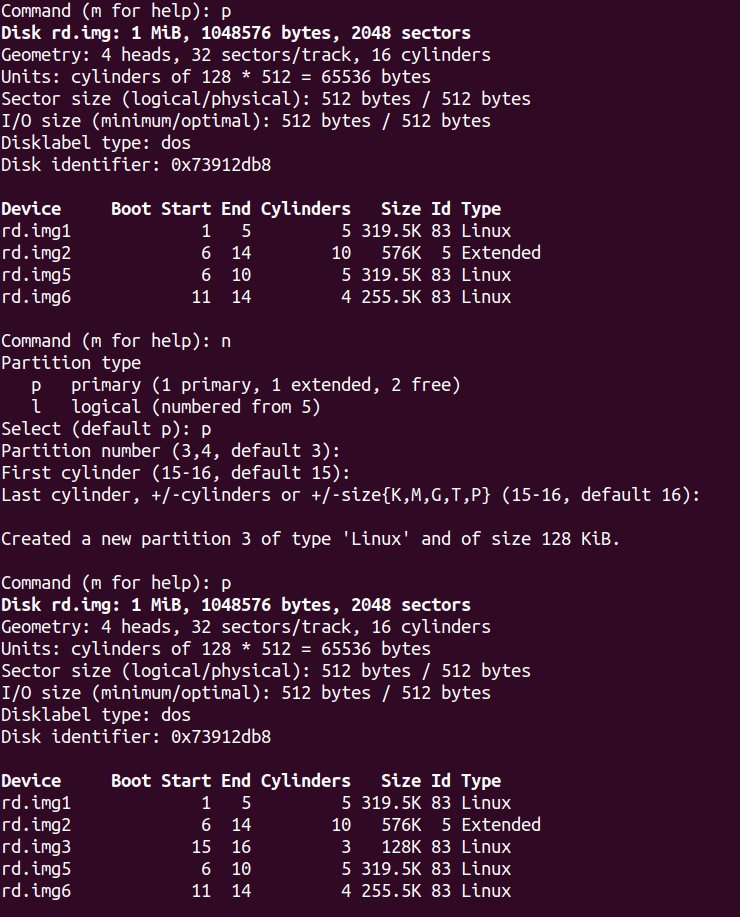 Command (m for help): p
Disk rd.img: 1 MiB, 1048576 bytes, 2048 sectors
Geometry: 4 heads, 32 sectors/track, 16 cylinders
Units: cylinders of 128 * 512 = 65536 bytes
Sector size (logical/physical): 512 bytes / 512 bytes
I/O size (minimum/optimal): 512 bytes / 512 bytes
Disklabel type: dos
Disk identifier: 0x73912db8

Device     Boot Start End Cylinders   Size Id Type
rd.img1             1   5         5 319.5K 83 Linux
rd.img2             6  14        10   576K  5 Extended
rd.img5             6  10         5 319.5K 83 Linux
rd.img6            11  14         4 255.5K 83 Linux

Command (m for help): n
Partition type
   p   primary (1 primary, 1 extended, 2 free)
   l   logical (numbered from 5)
Select (default p): p
Partition number (3,4, default 3):
First cylinder (15-16, default 15):
Last cylinder, +/-cylinders or +/-size{K,M,G,T,P} (15-16, default 16):

Created a new partition 3 of type 'Linux' and of size 128 KiB.

Command (m for help): p
Disk rd.img: 1 MiB, 1048576 bytes, 2048 sectors
Geometry: 4 heads, 32 sectors/track, 16 cylinders
Units: cylinders of 128 * 512 = 65536 bytes
Sector size (logical/physical): 512 bytes / 512 bytes
I/O size (minimum/optimal): 512 bytes / 512 bytes
Disklabel type: dos
Disk identifier: 0x73912db8

Device     Boot Start End Cylinders   Size Id Type
rd.img1             1   5         5 319.5K 83 Linux
rd.img2             6  14        10   576K  5 Extended
rd.img3            15  16         3   128K 83 Linux
rd.img5             6  10         5 319.5K 83 Linux
rd.img6            11  14         4 255.5K 83 Linux